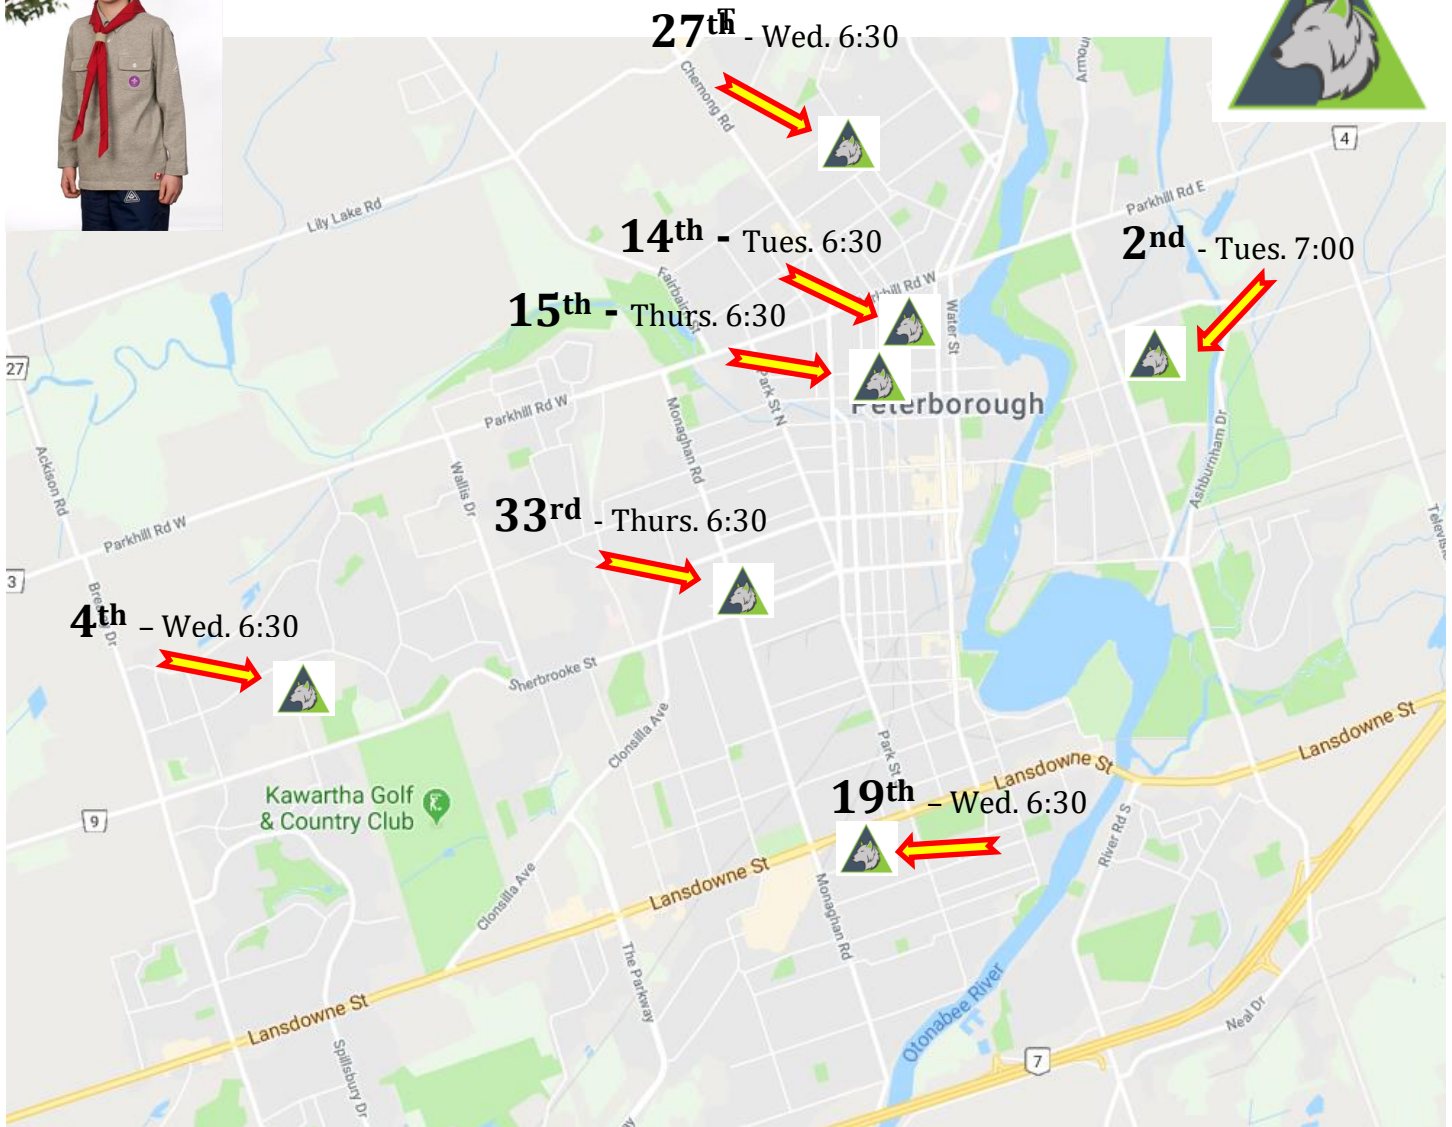 27th - Wed. 6:30
T
Chemong Rd
4
Lily Lake Rd
Parkhill Rd E
14th - Tues. 6:30
2nd - Tues. 7:00
Fairbairn St
15th - Thurs. 6:30
Water St
27
Park St N
Peterborough
Parkhill Rd W
Monaghan Rd
Ackison Rd
Wallis Dr
Ashburnham Dr
33rd - Thurs. 6:30
Parkhill Rd W
3
4th – Wed. 6:30
Sherbrooke St
Clonsilla Ave
Park St
Lansdowne St
Lansdowne St
Kawartha Golf
& Country Club
19th – Wed. 6:30
9
River Rd S
Lansdowne St
Clonsilla Ave
Monaghan Rd
The Parkway
Otonabee River
Lansdowne St
Neal Dr
7
Spillsbury Dr